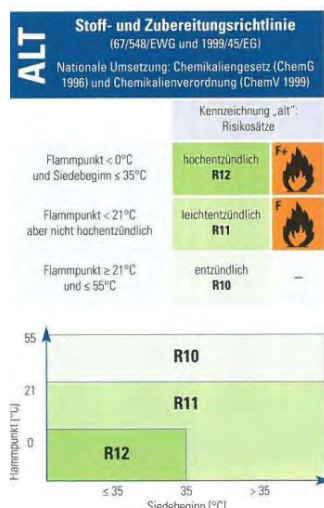 ALT
Stoff- und Zubereitungsrichtlinie
(67/548/EWG und 1999/45/EG)
Nationale Umsetzung: Chemikaliengesetz (ChemG
1996) und Chemikalienverordnung (ChemV 1999)
Kennzeichnung „alt“:
Risikosätze
Flammpunkt < 0°C
und Siedebeginn ≤ 35°C
hochentzündlich
R12
F+
Flammpunkt < 21°C
aber nicht hochentzündlich
leichtentzündlich
R11
F
Flammpunkt ≥ 21°C
und ≤ 55°C
entzündlich
R10
–
Flammpunkt [°C]
55
R10
21
R11
0
R12
≤ 35
35
> 35
Siedebeginn [°C]